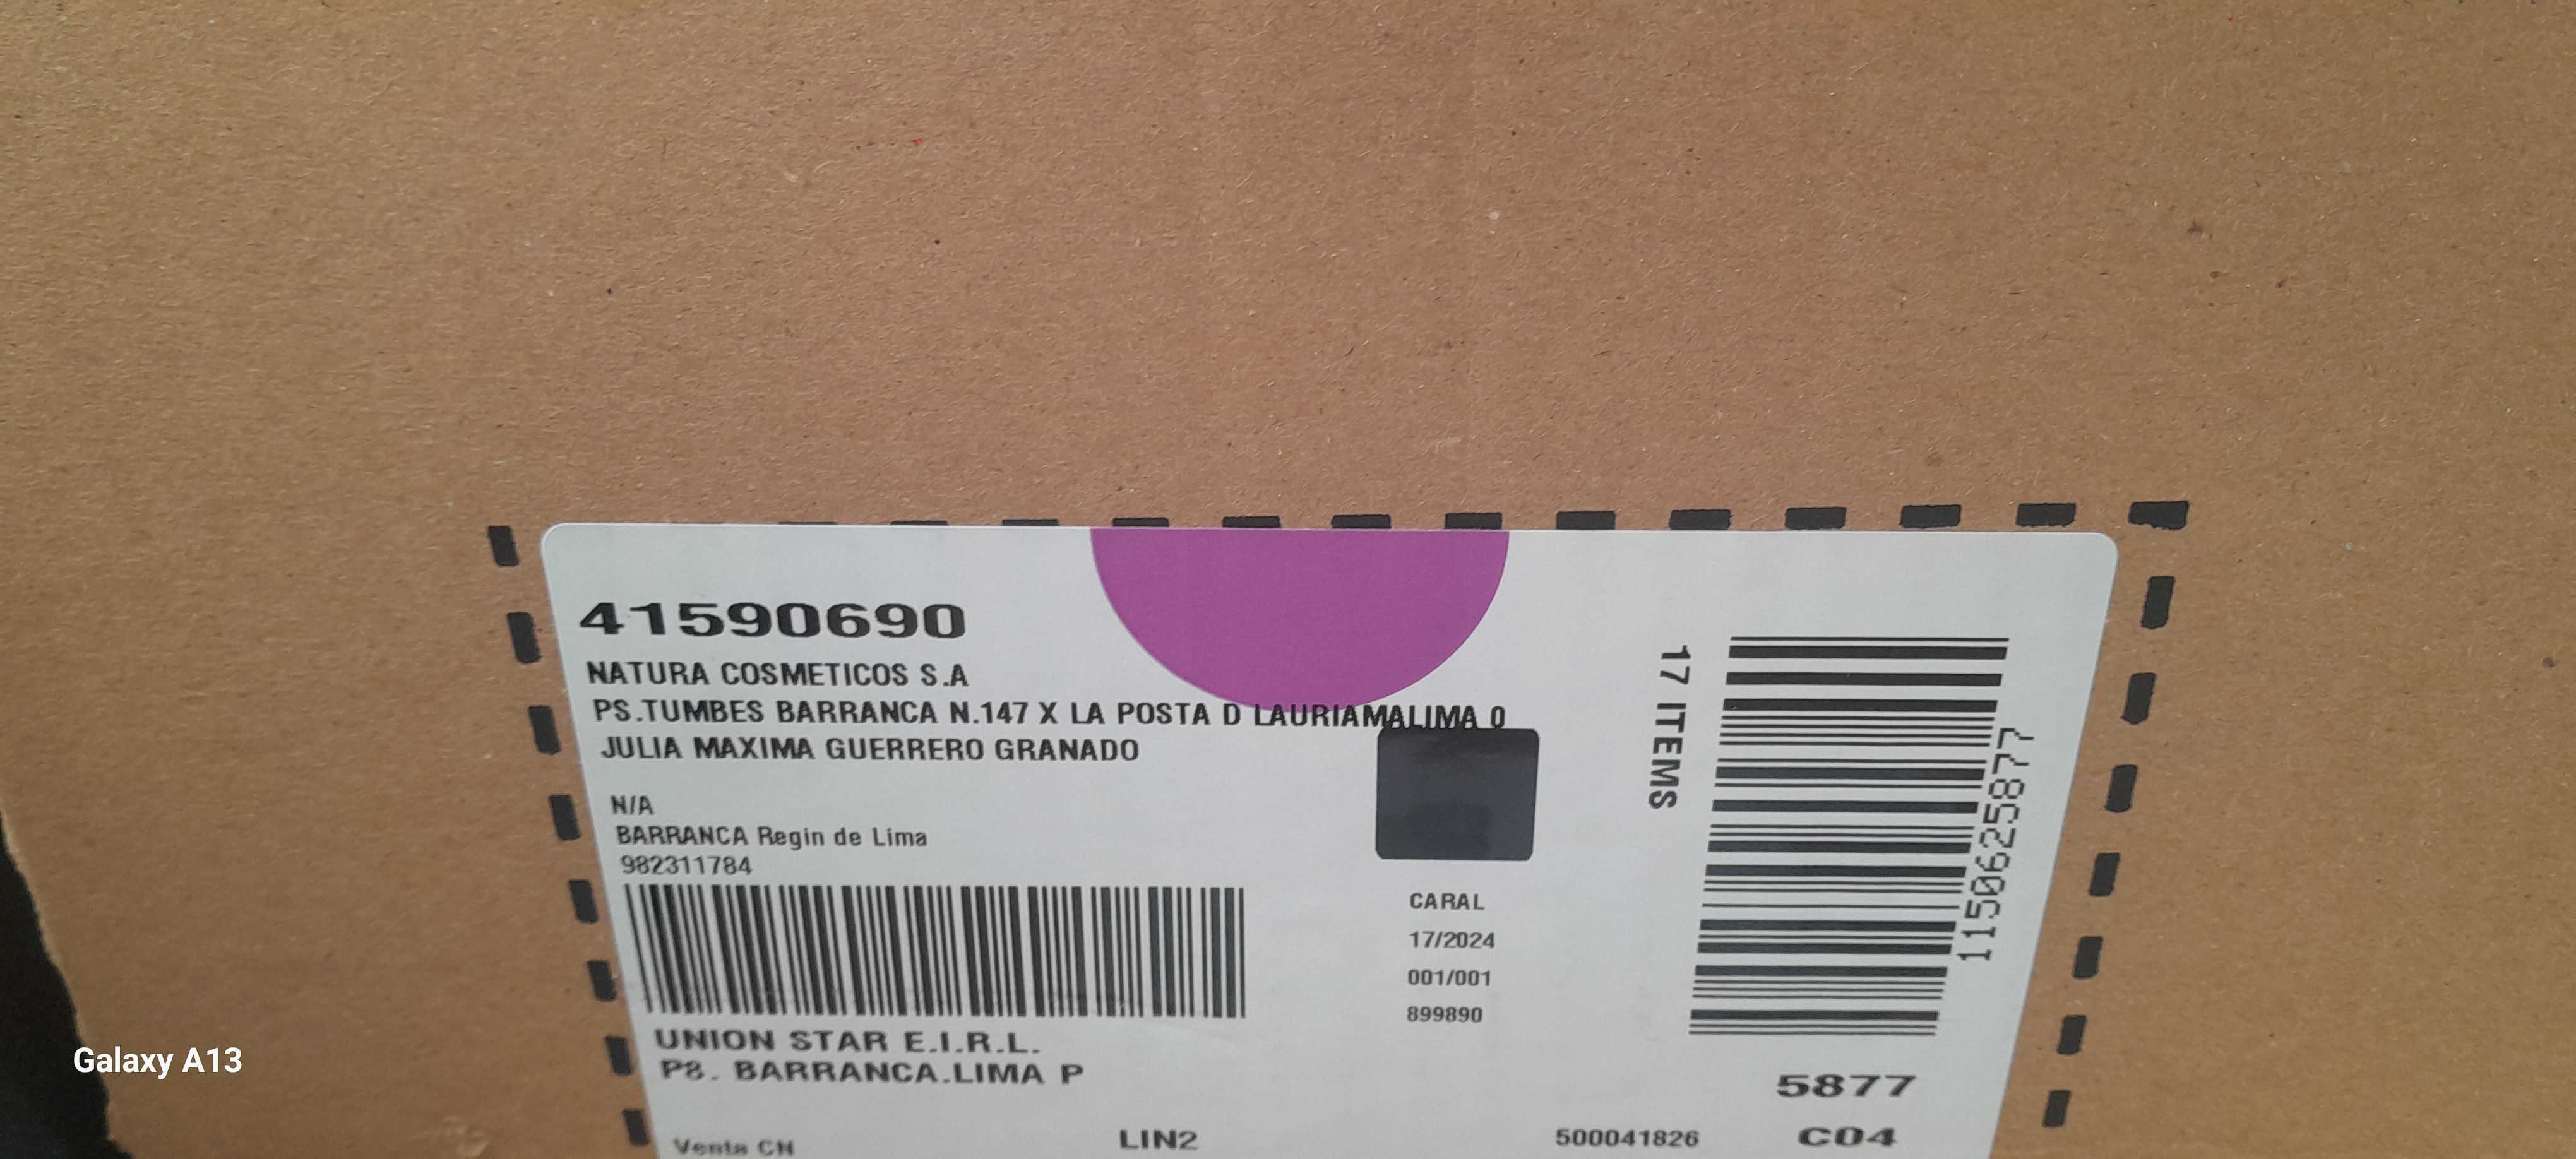 41590690
NATURA COSMETICOS S.A
PS.TUMBES BARRANCA N.147 X LA POSTA D LAURIAMALIMA 0
JULIA MAXIMA GUERRERO GRANADO
N/A
BARRANCA Regin de Lima
982311784
UNION STAR E.I.R.L.
P8. BARRANCA.LIMA P
Venta CN
LIN2
CARAL
17/2024
001/001
899890
500041826
17 ITEMS
1150625877
5877
C04
Galaxy A13